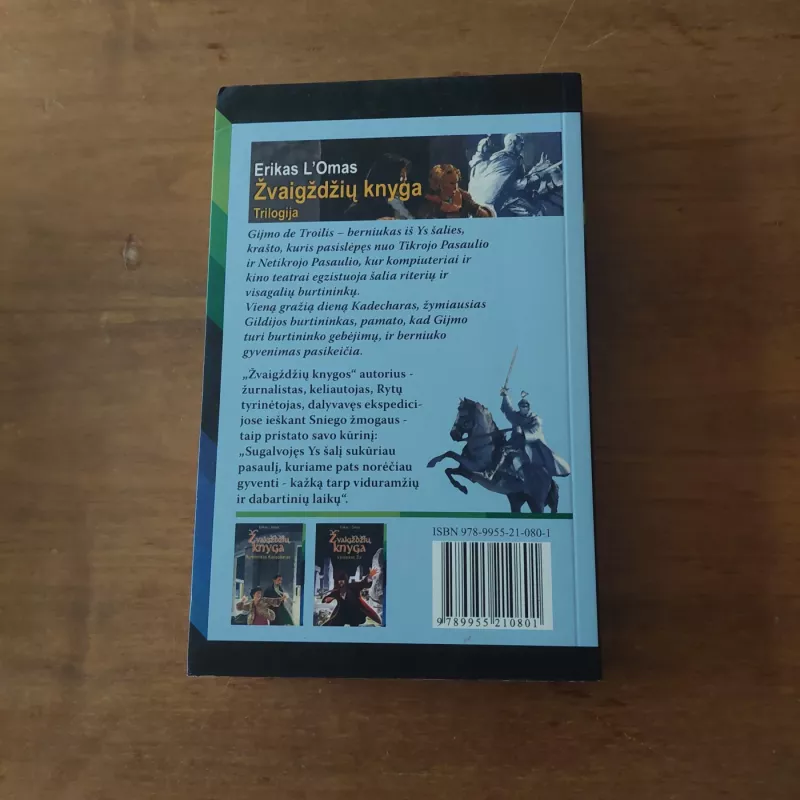 Erikas L'Omas
Žvaigždžių knyga
Trilogija
Gijmo de Troilis – berniukas iš Ys šalies,
krašto, kuris pasislėpęs nuo Tikrojo Pasaulio
ir Netikrojo Pasaulio, kur kompiuteriai ir
kino teatrai egzistuoja šalia riterių ir
visagalių burtininkų.
Vieną gražią dieną Kadecharas, žymiausias
Gildijos burtininkas, pamato, kad Gijmo
turi burtininko gebėjimų, ir berniuko
gyvenimas pasikeičia.
„Žvaigždžių knygos“ autorius -
žurnalistas, keliautojas, Rytų
tyrinėtojas, dalyvavęs ekspedici-
jose ieškant Sniego žmogaus -
taip pristato savo kūrinį:
„Sugalvojęs Ys šalį sukūriau
pasaulį, kuriame pats norėčiau
gyventi - kažką tarp viduramžių
ir dabartinių laikų“.
Žvaigždžių
knyga
Žvaigždžių
knyga
ISBN 978-9955-21-080-1
9 789955 210801